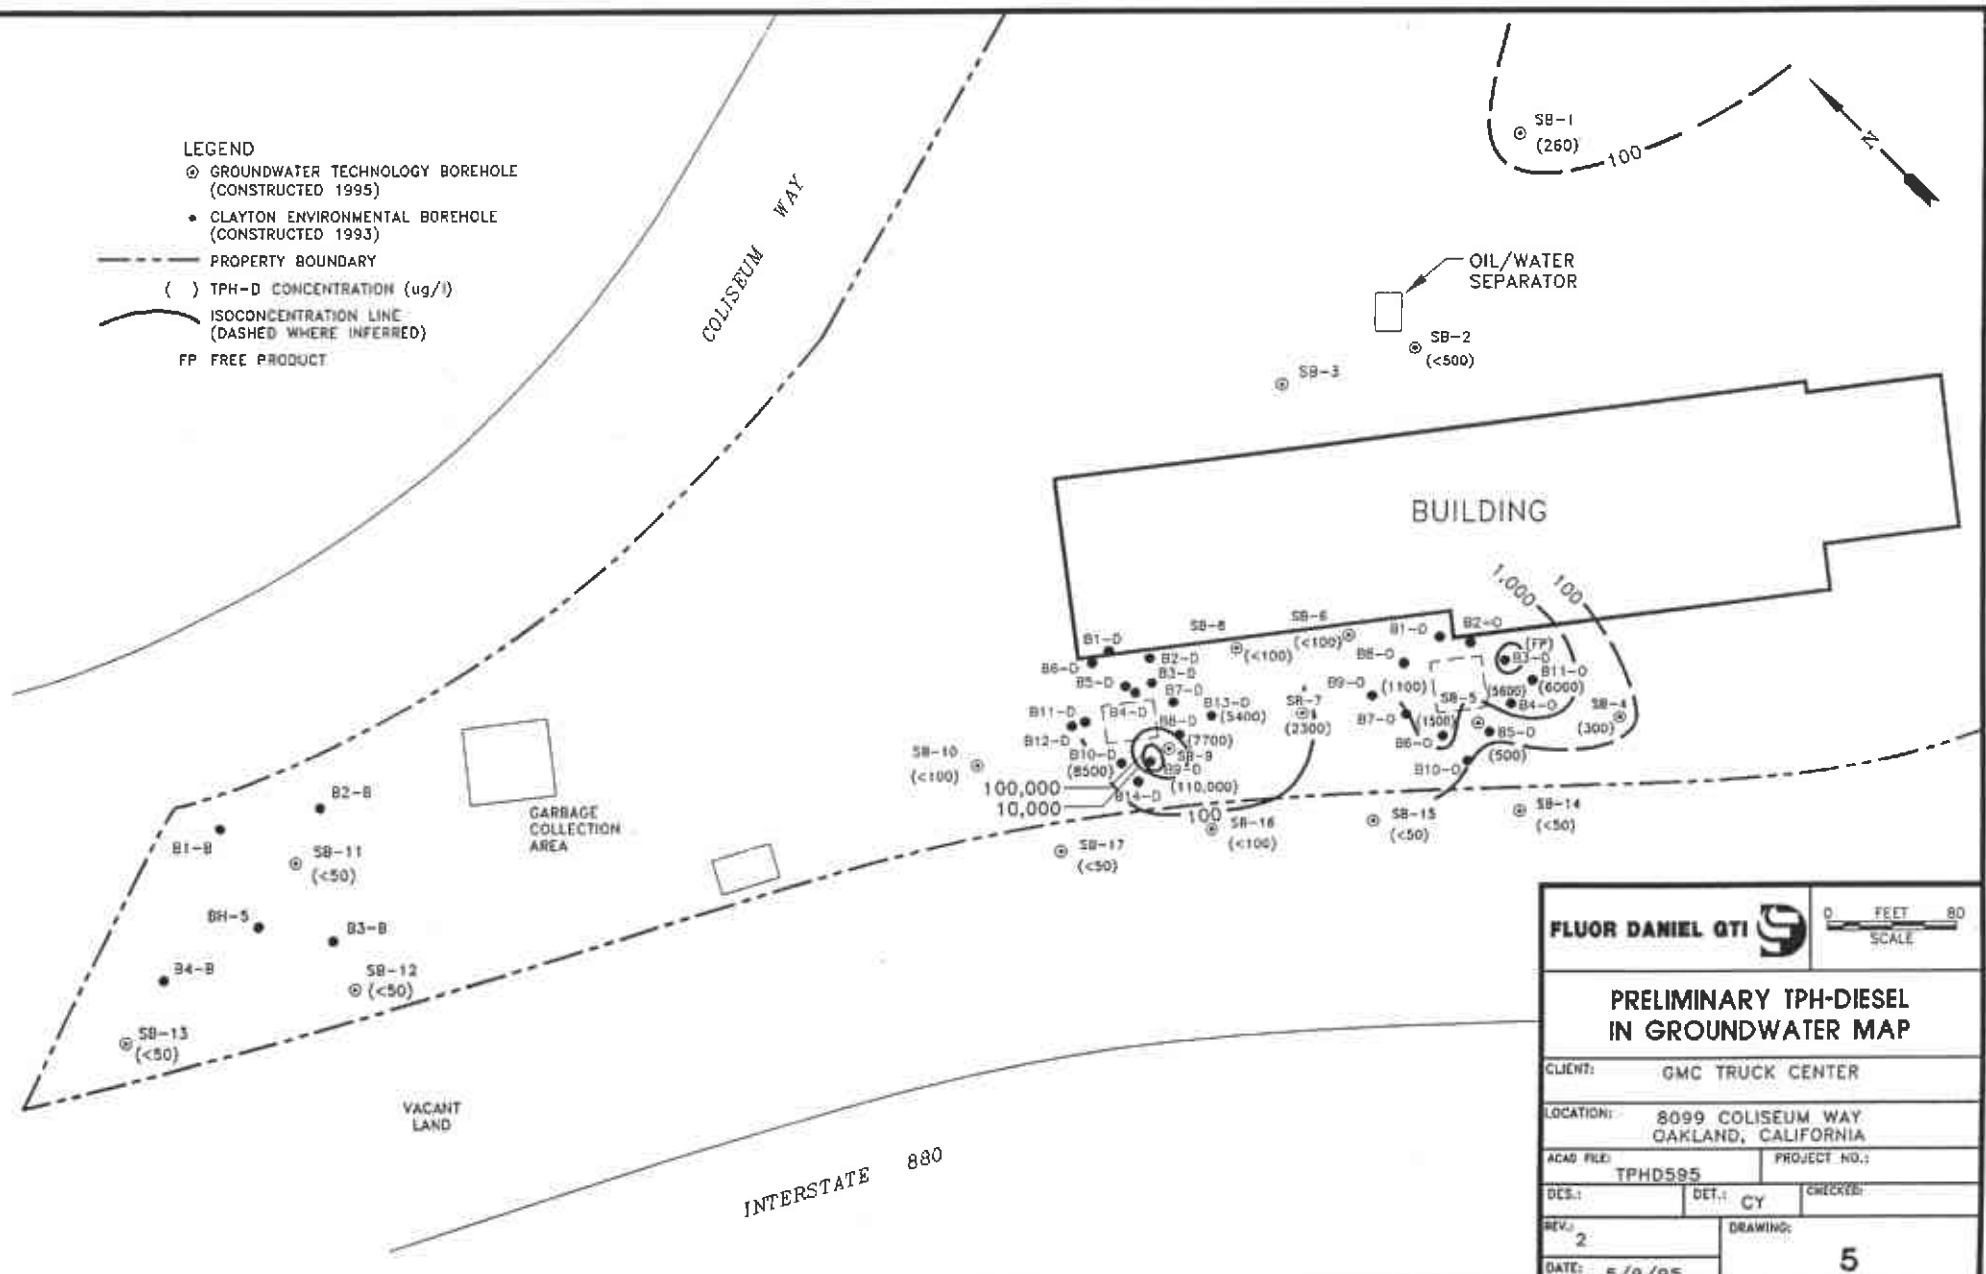 LEGEND
GROUNDWATER TECHNOLOGY BOREHOLE
(CONSTRUCTED 1995)
CLAYTON ENVIRONMENTAL BOREHOLE
(CONSTRUCTED 1993)
PROPERTY BOUNDARY
( ) TPH-D CONCENTRATION (ug/l)
ISOCONCENTRATION LINE
(DASHED WHERE INFERRED)
FP FREE PRODUCT
COLISEUM WAY
SB-1
(260)
100
N
OIL/WATER
SEPARATOR
SB-2
(<500)
SB-3
BUILDING
1,000
100
SB-6
(<100)
SB-8
(<100)
B1-D
B6-D
B2-D
B3-D
B5-D
B7-D
B4-D
B13-D
(5400)
B11-D
B12-D
B8-D
(7700)
B10-D
(8500)
SB-9
B9-D
(110,000)
B14-D
100,000
10,000
100
SB-7
(2300)
B1-O
B2-O
(FP)
B3-O
B8-O
B11-O
(6000)
B9-O
(1100)
SB-5
(5600)
B4-O
SB-4
(300)
B7-O
(1500)
B6-O
B5-O
(500)
B10-O
SB-10
(<100)
SB-14
(<50)
SB-15
(<50)
SB-16
(<100)
SB-17
(<50)
B2-B
B1-B
SB-11
(<50)
GARBAGE
COLLECTION
AREA
BH-5
B3-B
B4-B
SB-12
(<50)
SB-13
(<50)
VACANT
LAND
INTERSTATE 880
FLUOR DANIEL GTI
0 FEET 80
SCALE
PRELIMINARY TPH-DIESEL
IN GROUNDWATER MAP
CLIENT: GMC TRUCK CENTER
LOCATION: 8099 COLISEUM WAY
OAKLAND, CALIFORNIA
ACAD FILE: TPHD595
PROJECT NO.:
DES.:
DET.: CY
CHECKED:
REV.: 2
DRAWING: 5
DATE: